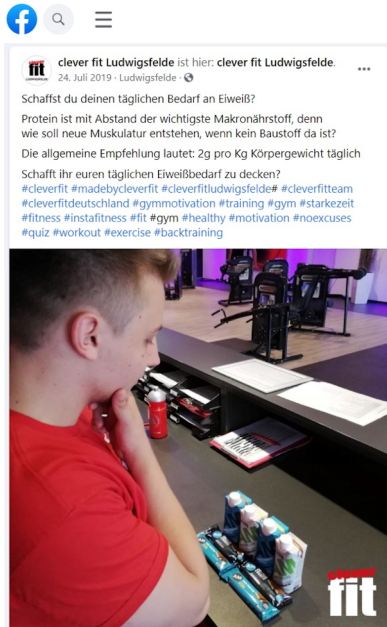 clever fit Ludwigsfelde ist hier: clever fit Ludwigsfelde.
24. Juli 2019 · Ludwigsfelde ·
Schaffst du deinen täglichen Bedarf an Eiweiß?
Protein ist mit Abstand der wichtigste Makronährstoff, denn
wie soll neue Muskulatur entstehen, wenn kein Baustoff da ist?
Die allgemeine Empfehlung lautet: 2g pro Kg Körpergewicht täglich
Schafft ihr euren täglichen Eiweißbedarf zu decken?
#cleverfit #madebycleverfit #cleverfitludwigsfelde# #cleverfitteam
#cleverfitdeutschland #gymmotivation #training #gym #starkezeit
#fitness #instafitness #fit #gym #healthy #motivation #noexcuses
#quiz #workout #exercise #backtraining
clever
fit